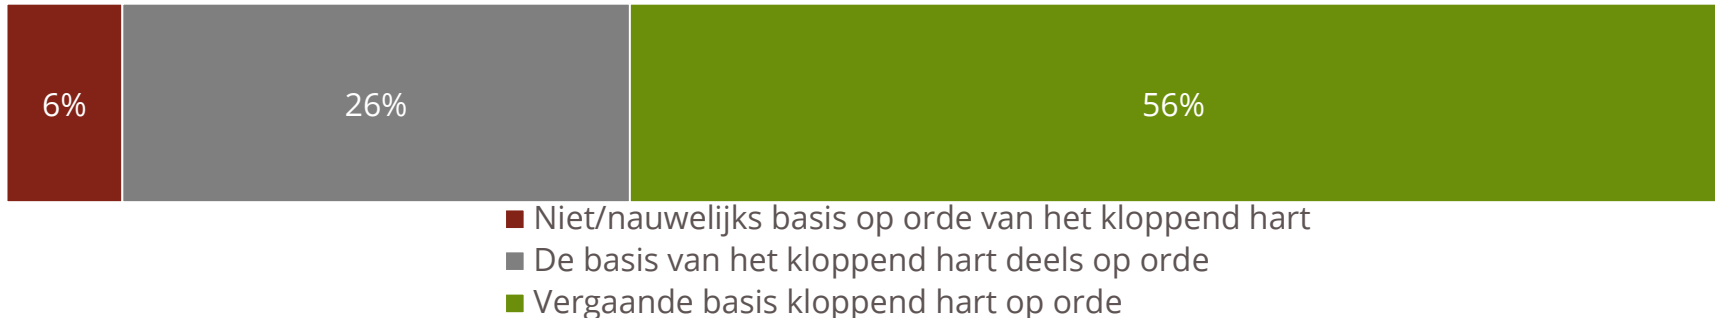 6% 26% 56%
Niet/nauwelijks basis op orde van het kloppend hart
De basis van het kloppend hart deels op orde
Vergaande basis kloppend hart op orde